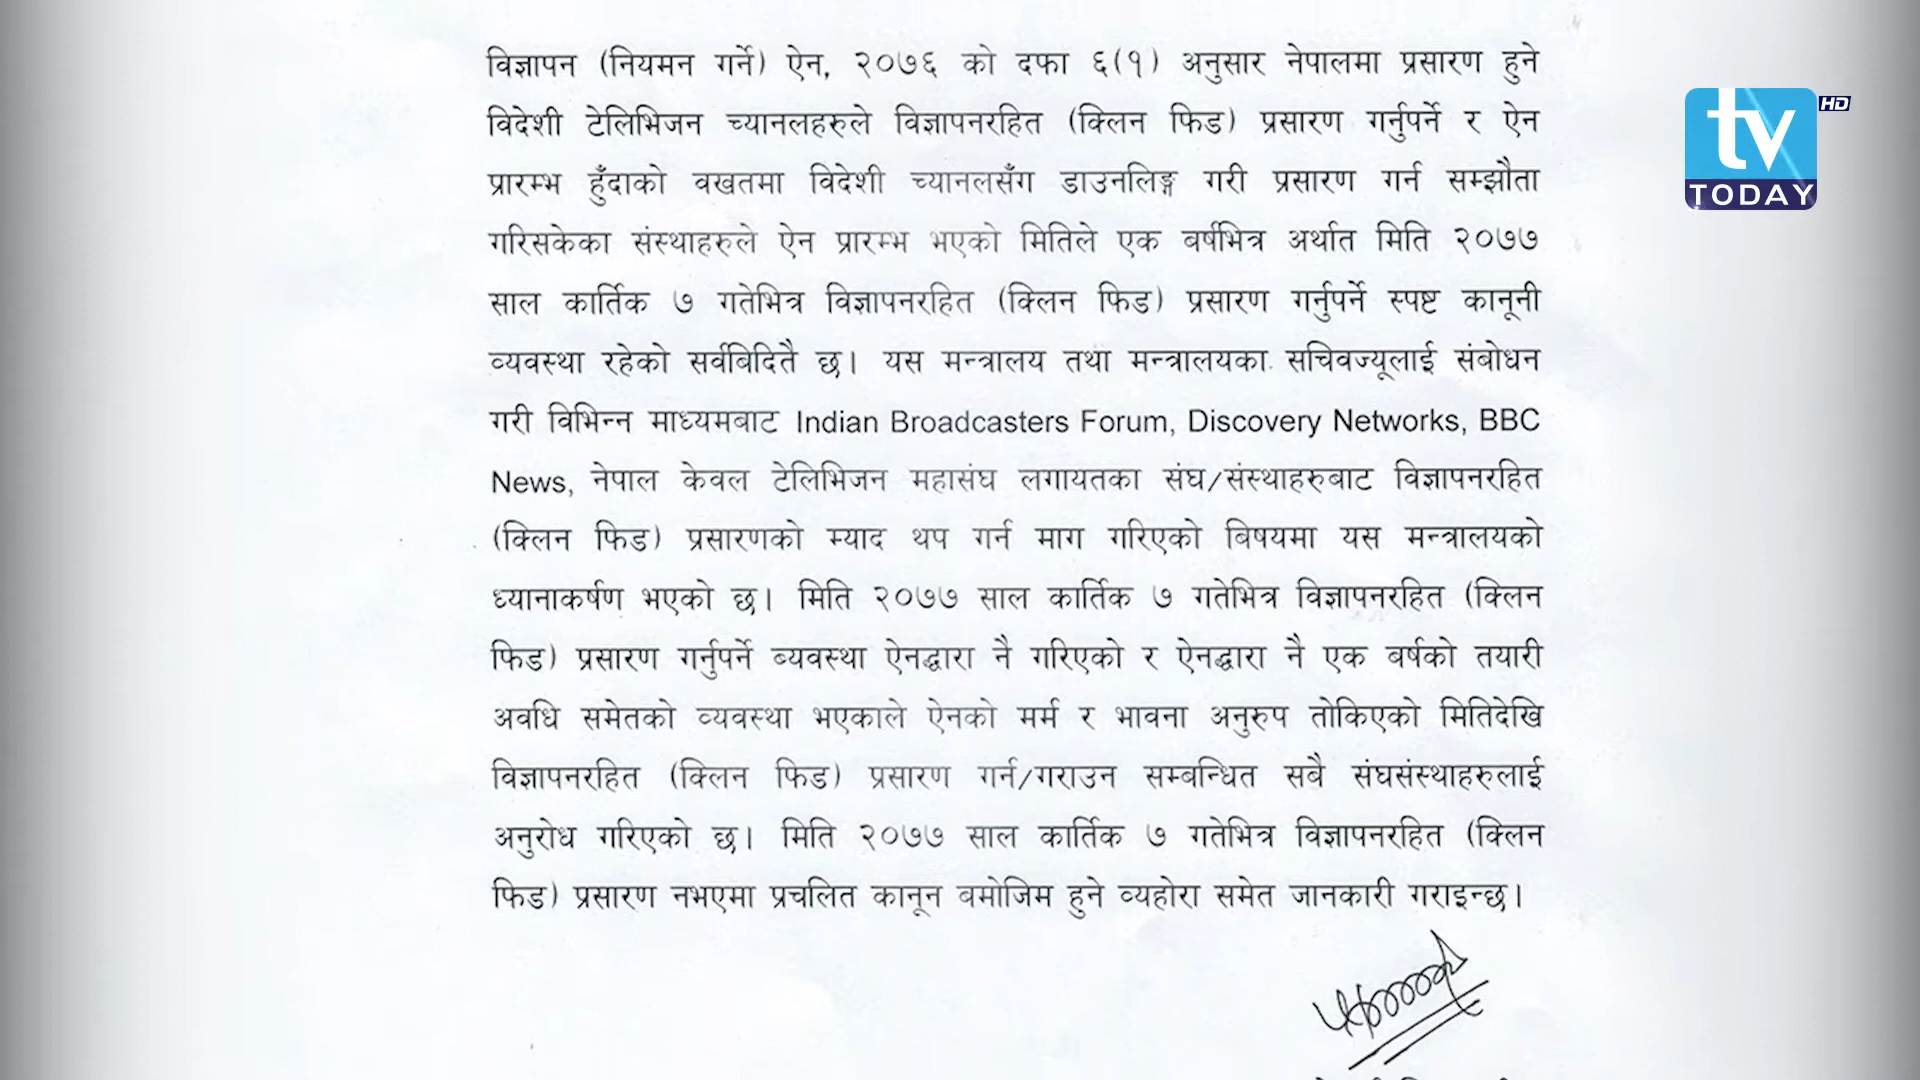 विज्ञापन (नियमन गर्ने) ऐन, २०७६ को दफा ६(१) अनुसार नेपालमा प्रसारण हुने
विदेशी टेलिभिजन च्यानलहरुले विज्ञापनरहित (क्लिन फिड) प्रसारण गर्नुपर्ने र ऐन
प्रारम्भ हुँदाको वखतमा विदेशी च्यानलसँग डाउनलिङ्क गरी प्रसारण गर्न सम्झौता
गरिसकेका संस्थाहरुले ऐन प्रारम्भ भएको मितिले एक बर्षभित्र अर्थात मिति २०७७
साल कार्तिक ७ गतेभित्र विज्ञापनरहित (क्लिन फिड) प्रसारण गर्नुपर्ने स्पष्ट कानूनी
व्यवस्था रहेको सर्वबिदितै छ। यस मन्त्रालय तथा मन्त्रालयका सचिवज्यूलाई संबोधन
गरी विभिन्न माध्यमबाट Indian Broadcasters Forum, Discovery Networks, BBC
News, नेपाल केवल टेलिभिजन महासंघ लगायतका संघ/संस्थाहरुबाट विज्ञापनरहित
(क्लिन फिड) प्रसारणको म्याद थप गर्न माग गरिएको बिषयमा यस मन्त्रालयको
ध्यानाकर्षण भएको छ। मिति २०७७ साल कार्तिक ७ गतेभित्र विज्ञापनरहित (क्लिन
फिड) प्रसारण गर्नुपर्ने ब्यवस्था ऐनद्धारा नै गरिएको र ऐनद्धारा नै एक बर्षको तयारी
अवधि समेतको व्यवस्था भएकाले ऐनको मर्म र भावना अनुरुप तोकिएको मितिदेखि
विज्ञापनरहित (क्लिन फिड) प्रसारण गर्न/गराउन सम्बन्धित सबै संघसंस्थाहरुलाई
अनुरोध गरिएको छ। मिति २०७७ साल कार्तिक ७ गतेभित्र विज्ञापनरहित (क्लिन
फिड) प्रसारण नभएमा प्रचलित कानून बमोजिम हुने व्यहोरा समेत जानकारी गराइन्छ।
tv HD
TODAY